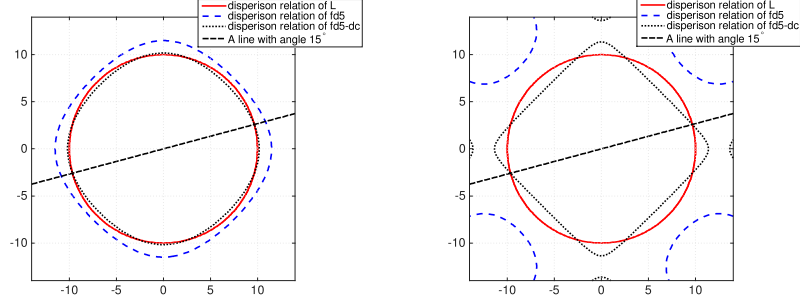 disperison relation of L
disperison relation of fd5
disperison relation of fd5-dc
A line with angle 15°
10
5
0
-5
-10
-10 -5 0 5 10
disperison relation of L
disperison relation of fd5
disperison relation of fd5-dc
A line with angle 15°
10
5
0
-5
-10
-10 -5 0 5 10